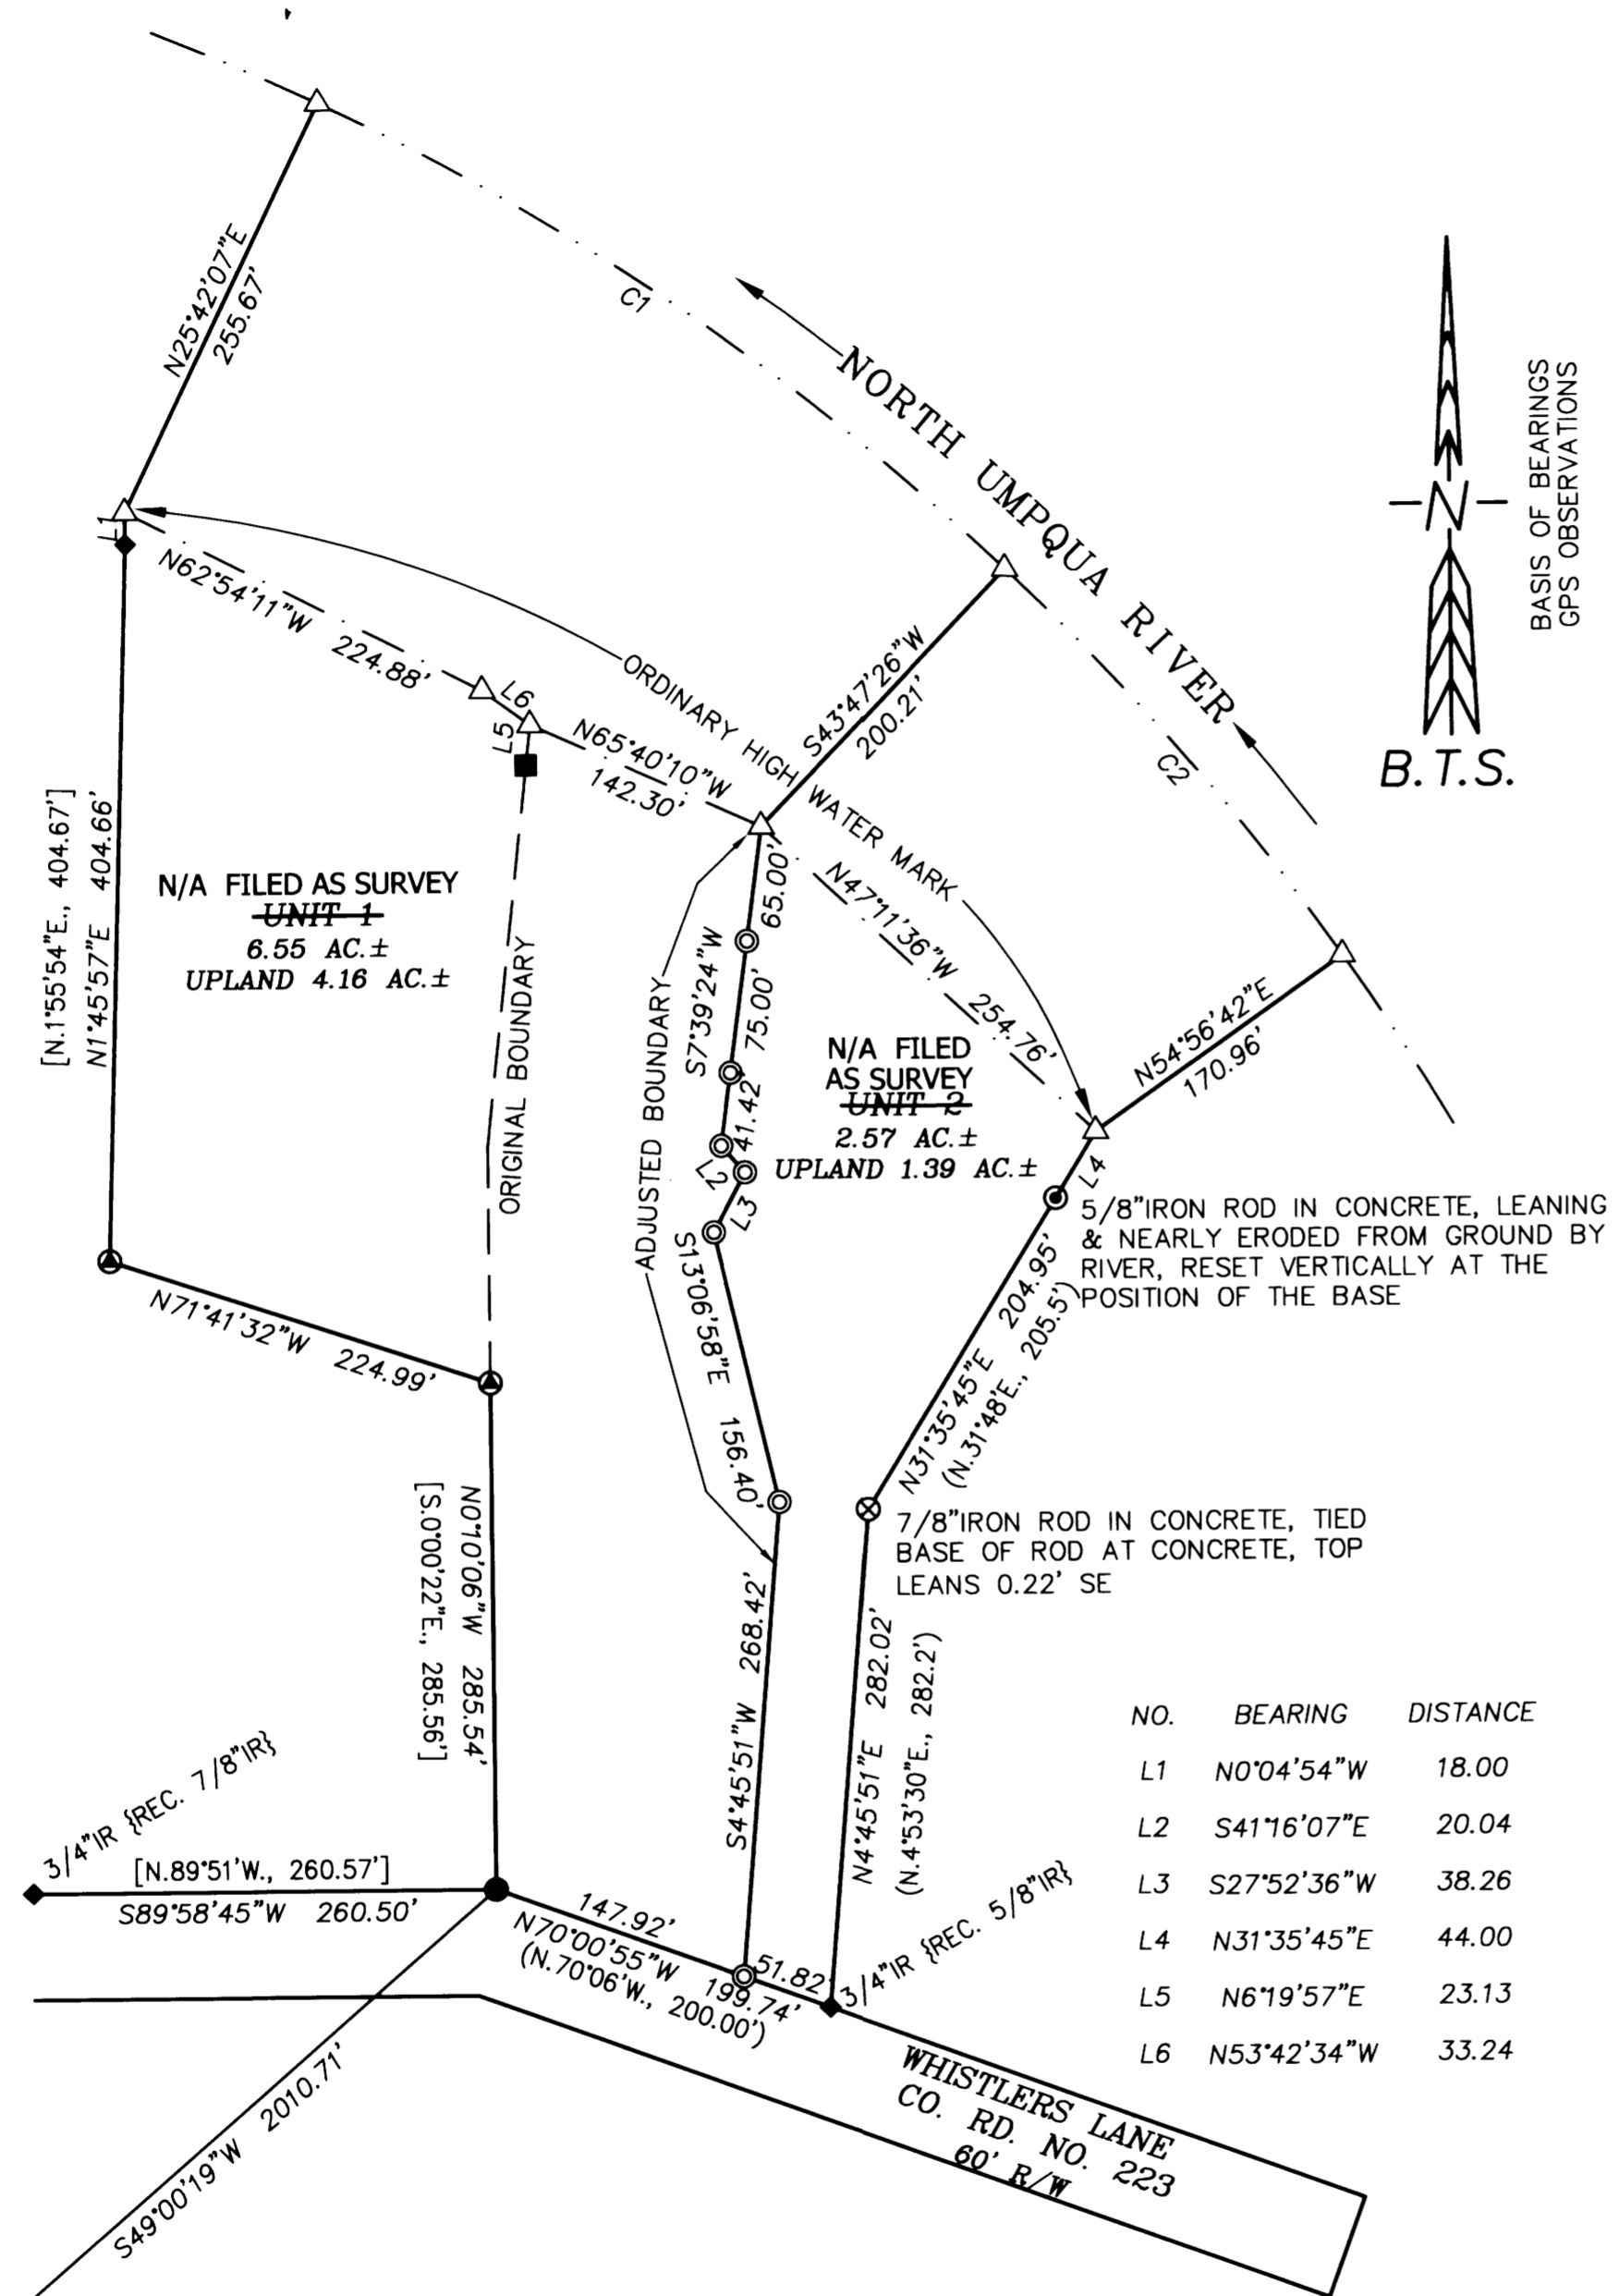 N25°42'07"E
255.67'
C1
NORTH UMPQUA RIVER
BASIS OF BEARINGS
GPS OBSERVATIONS
N
B.T.S.
L1
N62°54'11"W 224.88'
L6
L5
N65°40'10"W
142.30'
ORDINARY HIGH WATER MARK
S43°47'26"W
200.21'
C2
[N.1°55'54"E., 404.67']
N1°45'57"E 404.66'
N/A FILED AS SURVEY
UNIT 1
6.55 AC.±
UPLAND 4.16 AC.±
ORIGINAL BOUNDARY
ADJUSTED BOUNDARY
S7°39'24"W
65.00'
75.00'
41.42'
N47°11'36"W 254.76'
N54°56'42"E
170.96'
N/A FILED
AS SURVEY
UNIT 2
2.57 AC.±
UPLAND 1.39 AC.±
L2
L3
L4
5/8"IRON ROD IN CONCRETE, LEANING
& NEARLY ERODED FROM GROUND BY
RIVER, RESET VERTICALLY AT THE
POSITION OF THE BASE
N71°41'32"W 224.99'
S13°06'58"E 156.40'
N31°35'45"E 204.95'
(N.31°48'E., 205.5')
7/8"IRON ROD IN CONCRETE, TIED
BASE OF ROD AT CONCRETE, TOP
LEANS 0.22' SE
N0°10'06"W 285.54'
[S.0°00'22"E., 285.56']
S4°45'51"W 268.42'
N4°45'51"E 282.02'
(N.4°53'30"E., 282.2')
3/4"IR {REC. 7/8"IR}
[N.89°51'W., 260.57']
S89°58'45"W 260.50'
147.92'
51.82'
N70°00'55"W 199.74'
(N.70°06'W., 200.00')
3/4"IR {REC. 5/8"IR}
S49°00'19"W 2010.71'
WHISTLERS LANE
CO. RD. NO. 223
60' R/W
NO. BEARING DISTANCE
L1 N0°04'54"W 18.00
L2 S41°16'07"E 20.04
L3 S27°52'36"W 38.26
L4 N31°35'45"E 44.00
L5 N6°19'57"E 23.13
L6 N53°42'34"W 33.24